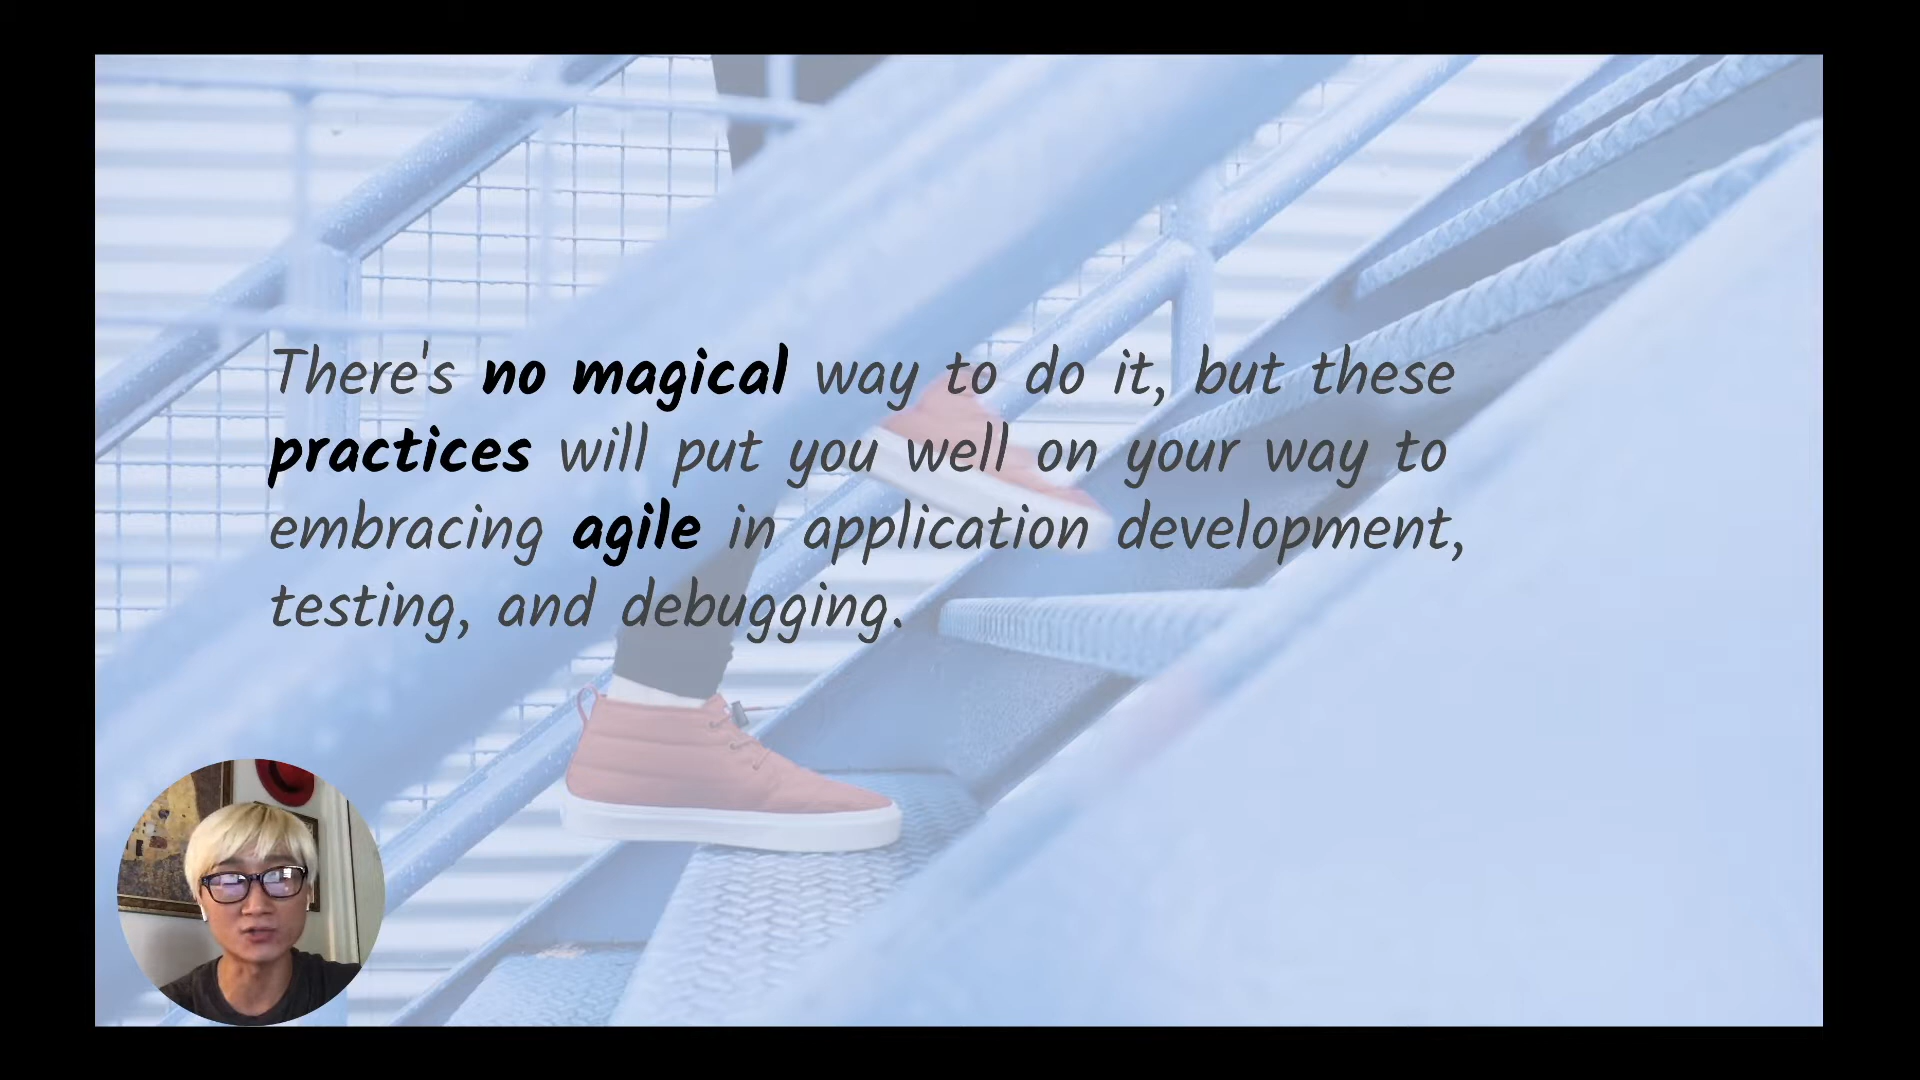 There's no magical way to do it, but these
practices will put you well on your way to
embracing agile in application development,
testing, and debugging.